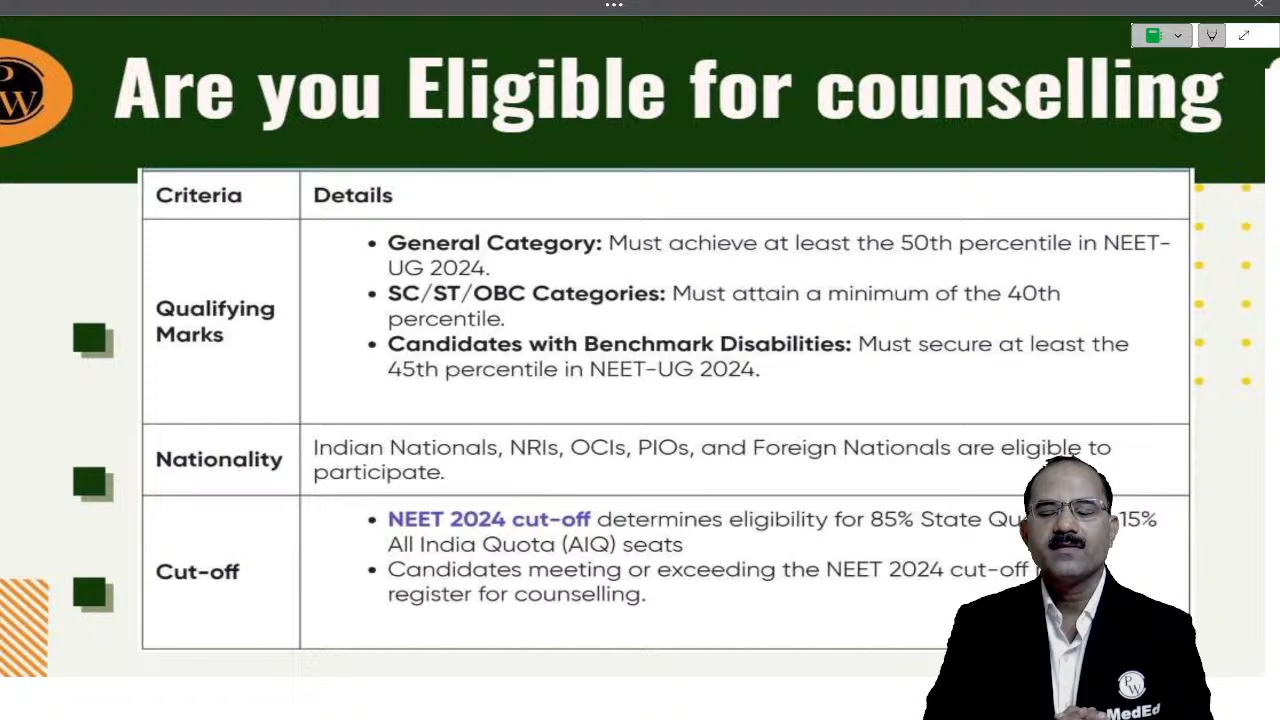 PW
Are you Eligible for counselling
Criteria
Details
Qualifying
Marks
• General Category: Must achieve at least the 50th percentile in NEET-
UG 2024.
• SC/ST/OBC Categories: Must attain a minimum of the 40th
percentile.
• Candidates with Benchmark Disabilities: Must secure at least the
45th percentile in NEET-UG 2024.
Nationality
Indian Nationals, NRIs, OCIs, PIOs, and Foreign Nationals are eligible to
participate.
Cut-off
• NEET 2024 cut-off determines eligibility for 85% State 15%
All India Quota (AIQ) seats
• Candidates meeting or exceeding the NEET 2024 cut-off
register for counselling.
PW
MedEd